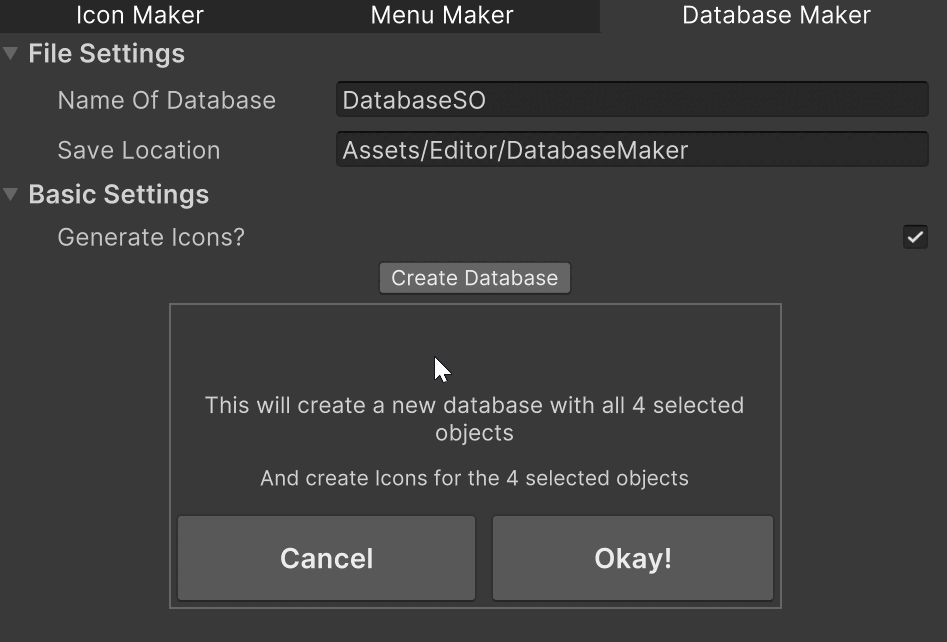 Icon Maker
Menu Maker
Database Maker
File Settings
Name Of Database
DatabaseSO
Save Location
Assets/Editor/DatabaseMaker
Basic Settings
Generate Icons?
Create Database
This will create a new database with all 4 selected
objects
And create Icons for the 4 selected objects
Cancel
Okay!